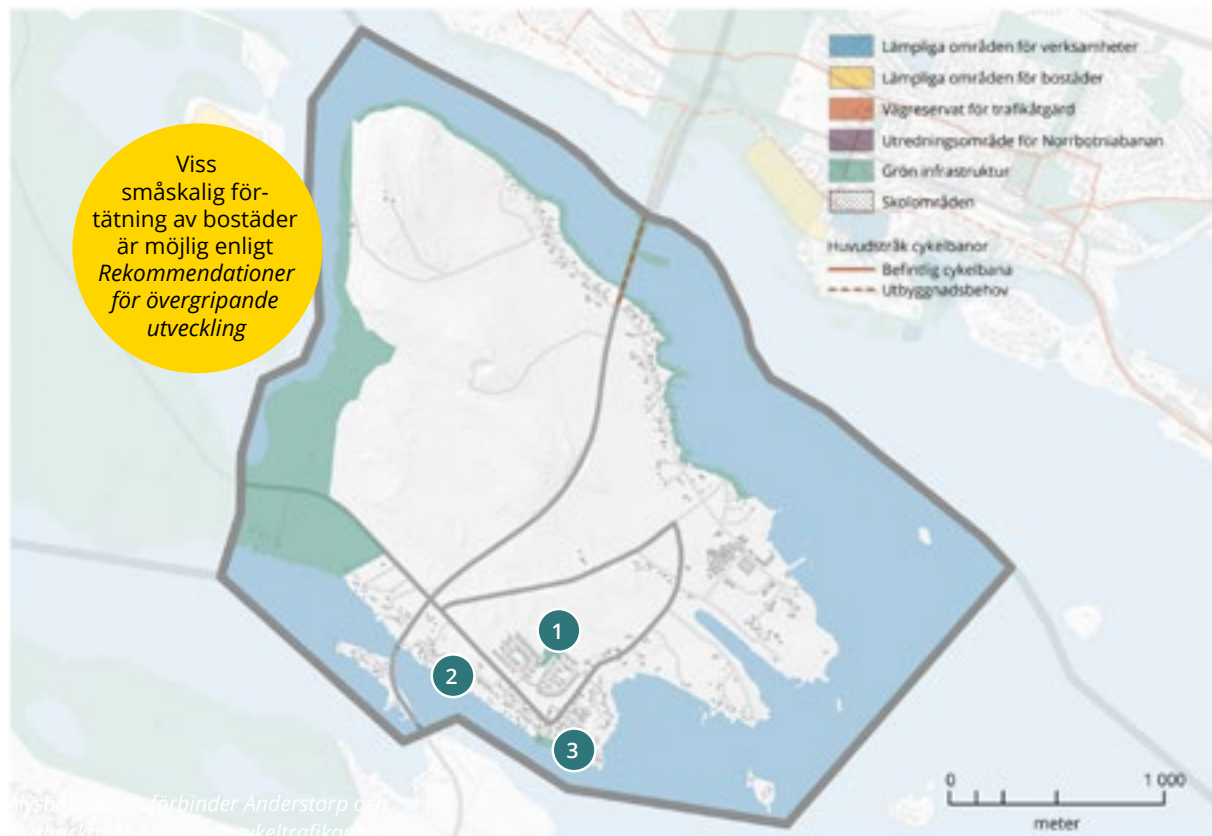 Viss
småskalig för-
tätning av bostäder
är möjlig enligt
Rekommendationer
för övergripande
utveckling
Lämpliga områden för verksamheter
Lämpliga områden för bostäder
Vägreservat för trafikåtgärd
Utredningsområde för Norrbotniabanan
Grön infrastruktur
Skolområden
Huvudstråk cykelbanor
Befintlig cykelbana
Utbyggnadsbehov
1
2
3
0 1 000
meter
förbinder Anderstorp och